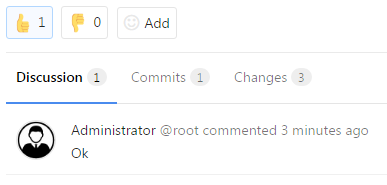 1 0 Add
Discussion 1 Commits 1 Changes 3
Administrator @root commented 3 minutes ago
Ok